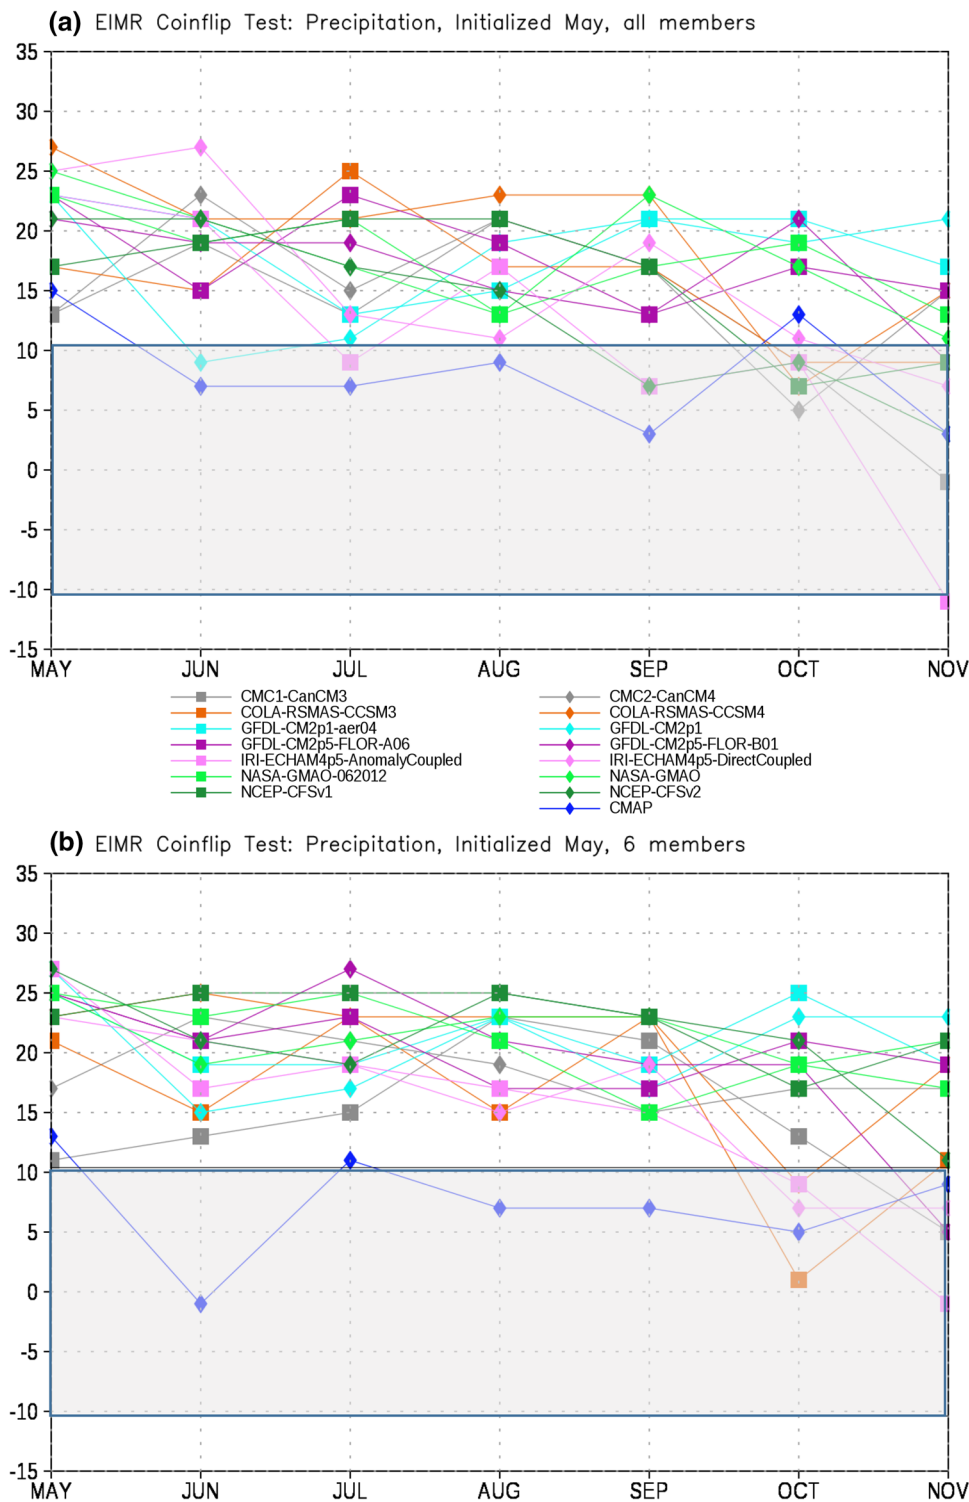 (a) EIMR Coinflip Test: Precipitation, Initialized May, all members
35
30
25
20
15
10
5
0
-5
-10
-15
MAY JUN JUL AUG SEP OCT NOV
CMC1-CanCM3 CMC2-CanCM4
COLA-RSMAS-CCSM3 COLA-RSMAS-CCSM4
GFDL-CM2p1-aer04 GFDL-CM2p1
GFDL-CM2p5-FLOR-A06 GFDL-CM2p5-FLOR-B01
IRI-ECHAM4p5-AnomalyCoupled IRI-ECHAM4p5-DirectCoupled
NASA-GMAO-062012 NASA-GMAO
NCEP-CFSv1 NCEP-CFSv2
CMAP
(b) EIMR Coinflip Test: Precipitation, Initialized May, 6 members
35
30
25
20
15
10
5
0
-5
-10
-15
MAY JUN JUL AUG SEP OCT NOV